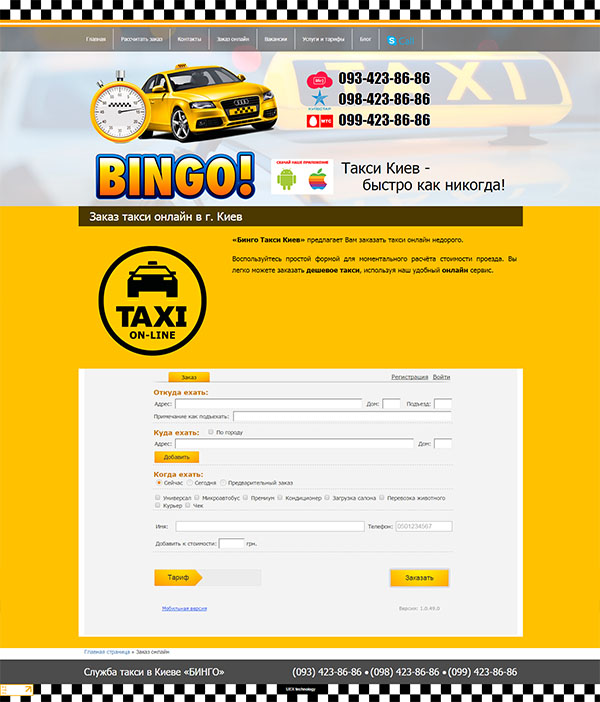 Главная
Рассчитать заказ
Контакты
Заказ онлайн
Вакансии
Услуги и тарифы
Блог
Call
TAXI
093-423-86-86
КИЇВСТАР 098-423-86-86
МТС 099-423-86-86
BINGO!
СКАЧАЙ НАШЕ ПРИЛОЖЕНИЕ
Такси Киев -
быстро как никогда!
Заказ такси онлайн в г. Киев
«Бинго Такси Киев» предлагает Вам заказать такси онлайн недорого.
Воспользуйтесь простой формой для моментального расчёта стоимости проезда. Вы
легко можете заказать дешевое такси, используя наш удобный онлайн сервис.
TAXI
ON-LINE
Заказ
Регистрация Войти
Откуда ехать:
Адрес: Дом: Подъезд:
Примечание как подъехать:
Куда ехать: По городу
Адрес: Дом:
Добавить
Когда ехать:
Сейчас Сегодня Предварительный заказ
Универсал Микроавтобус Премиум Кондиционер Загрузка салона Перевозка животного
Курьер Чек
Имя: Телефон: 0501234567
Добавить к стоимости: грн.
Тариф Заказать
Мобильная версия Версия: 1.0.49.0
Главная страница » Заказ онлайн
Служба такси в Киеве «БИНГО» (093) 423-86-86 • (098) 423-86-86 • (099) 423-86-86